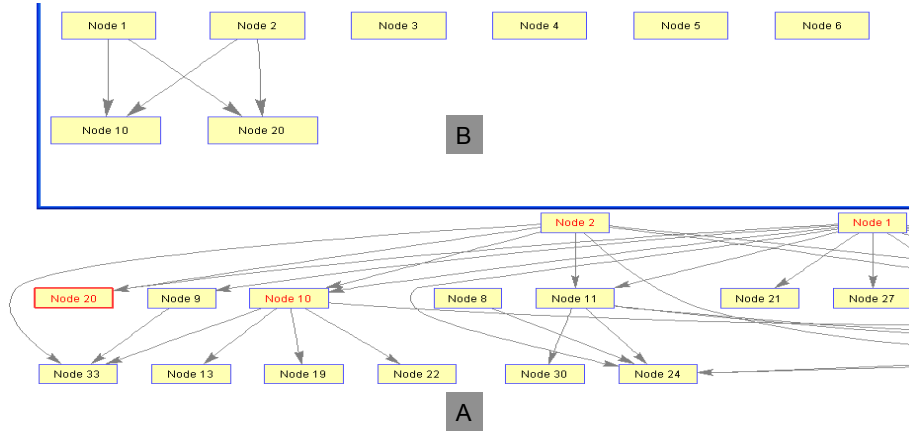 Node 1 Node 2 Node 3 Node 4 Node 5 Node 6
Node 10 Node 20
B
Node 2 Node 1
Node 20 Node 9 Node 10 Node 8 Node 11 Node 21 Node 27
Node 33 Node 13 Node 19 Node 22 Node 30 Node 24
A